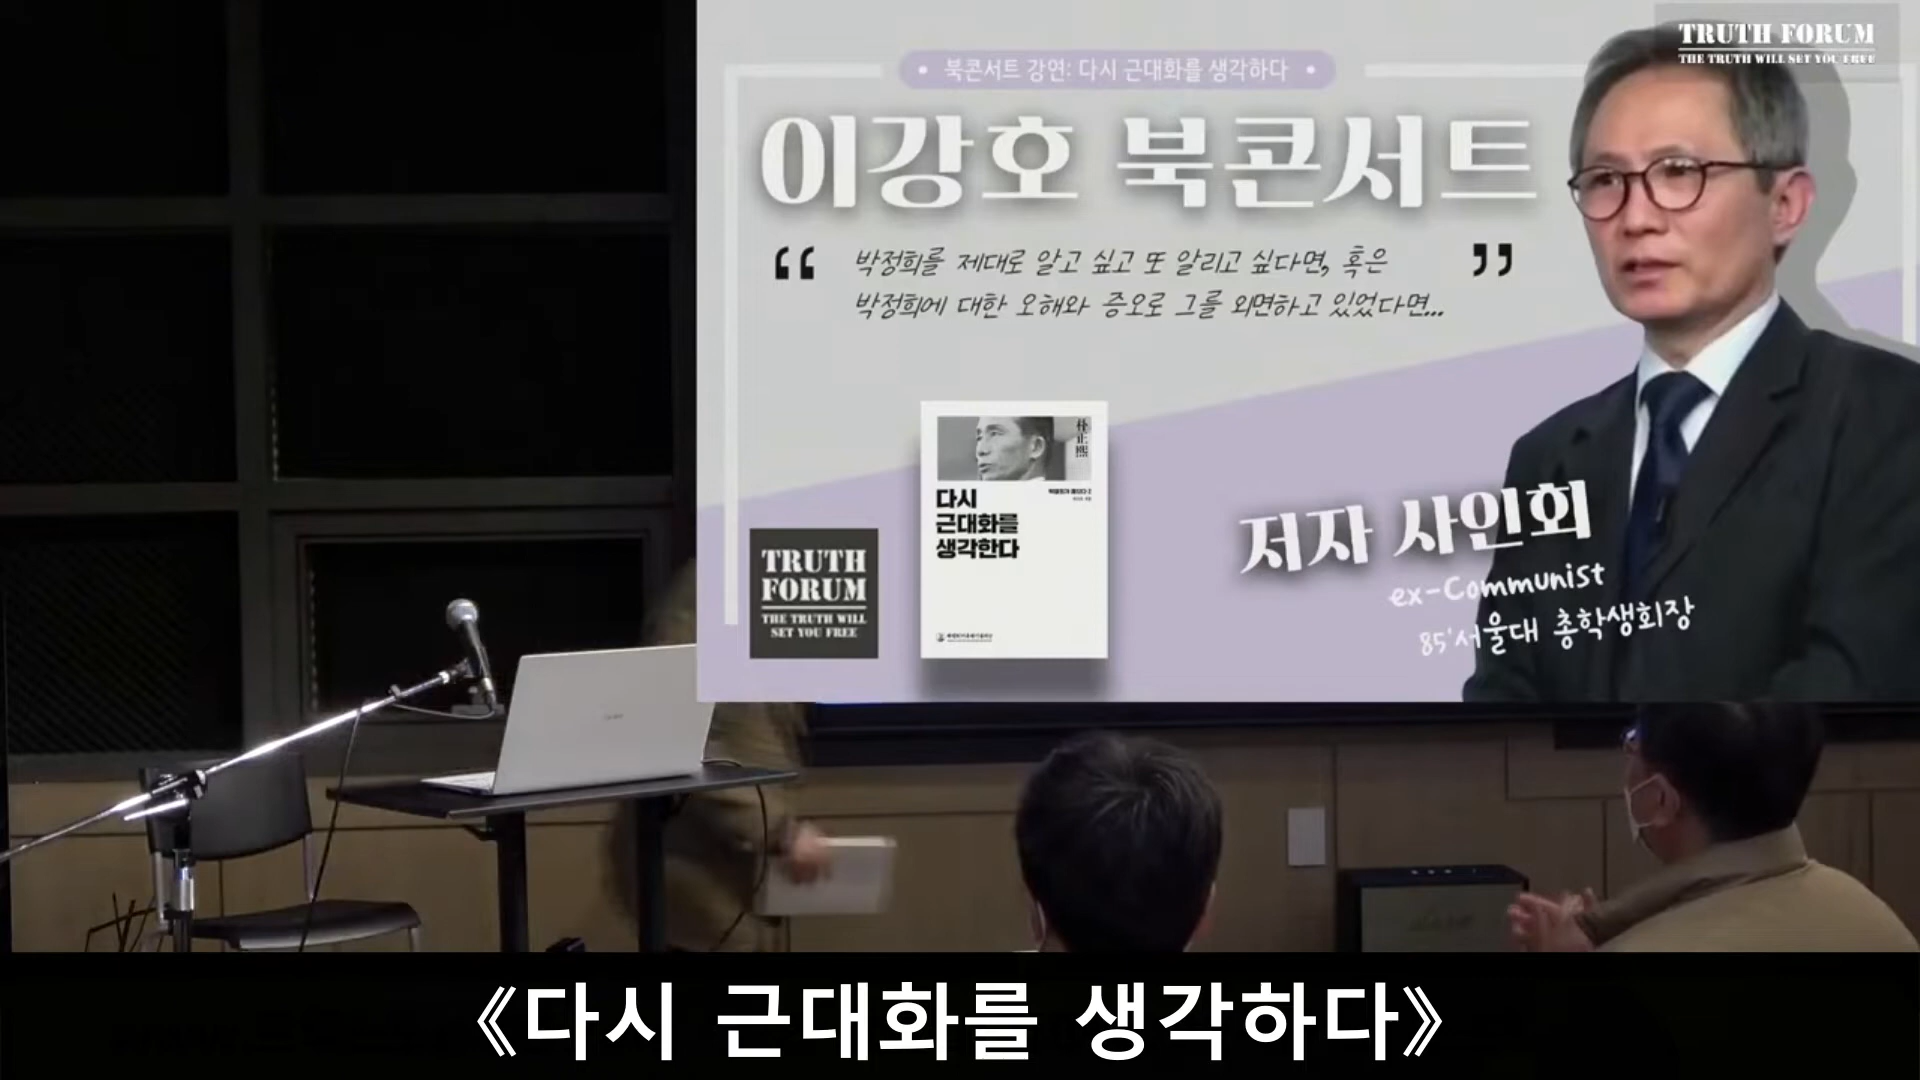 TRUTH FORUM
THE TRUTH WILL SET YOU FREE
• 북콘서트 강연: 다시 근대화를 생각하다 •
이강호 북콘서트
“ 박정희를 제대로 알고 싶고 또 알리고 싶다면, 혹은 ”
박정희에 대한 오해와 증오로 그를 외면하고 있었다면...
朴正熙
다시
근대화를
생각한다
TRUTH
FORUM
THE TRUTH WILL
SET YOU FREE
저자 사인회
ex-Communist
85'서울대 총학생회장
《다시 근대화를 생각하다》